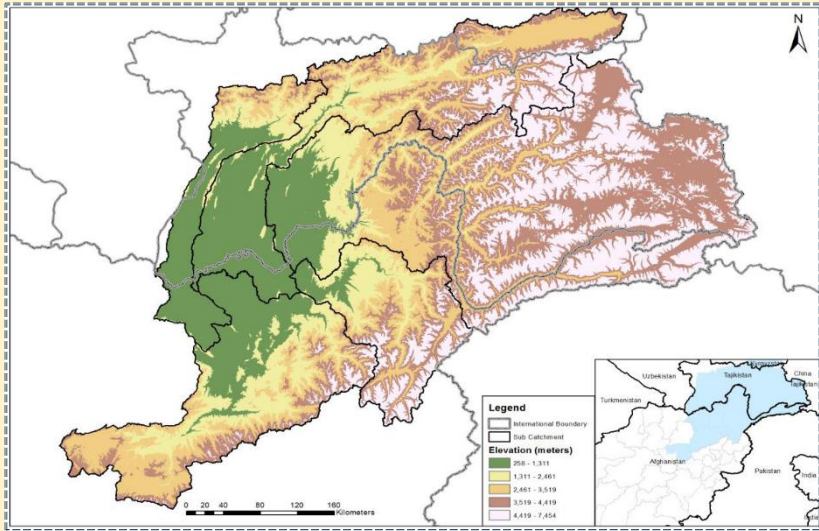 N
Legend
International Boundary
Sub Catchment
Elevation (meters)
258 - 1,311
1,311 - 2,461
2,461 - 3,519
3,519 - 4,419
4,419 - 7,454
0 20 40 80 120 160
Kilometers
Uzbekistan
Tajikistan
China
Turkmenistan
Afghanistan
Pakistan
India